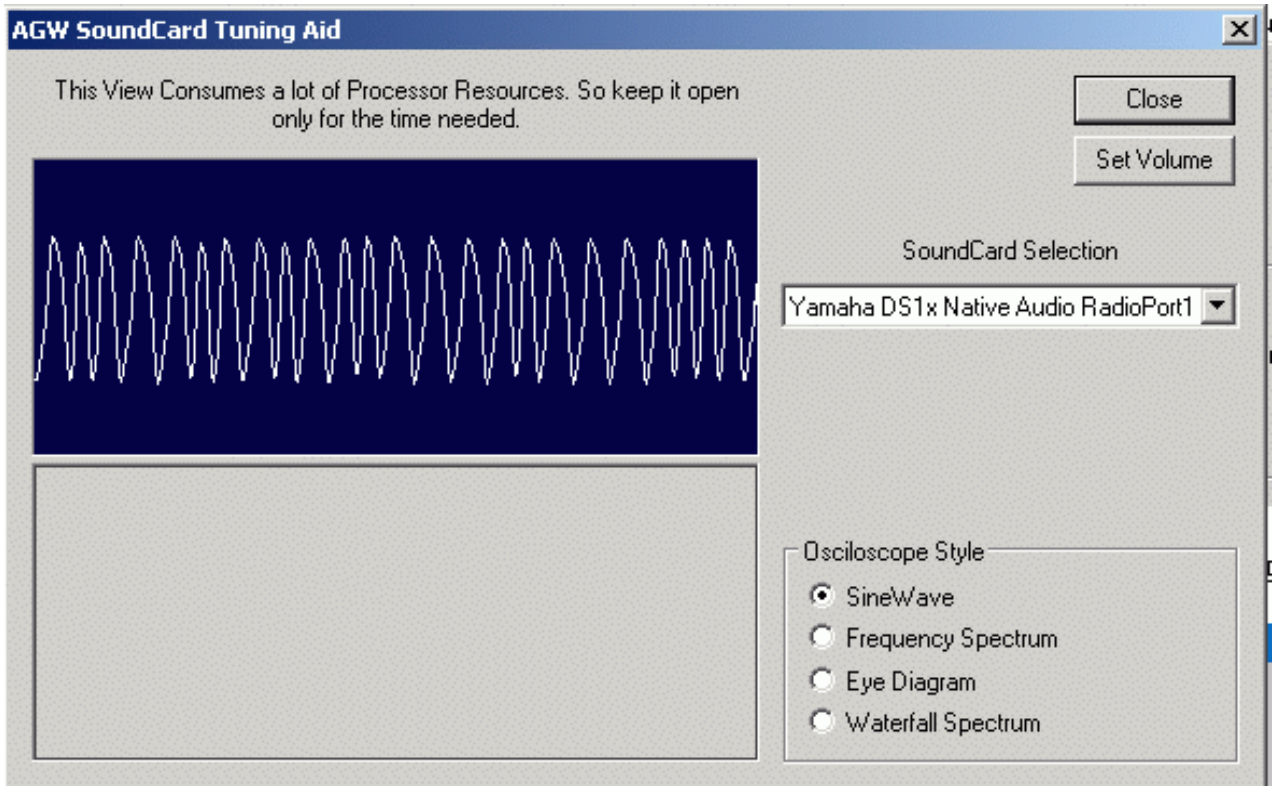 AGW SoundCard Tuning Aid
This View Consumes a lot of Processor Resources. So keep it open
only for the time needed.
Close
Set Volume
SoundCard Selection
Yamaha DS1x Native Audio RadioPort1
Osciloscope Style
SineWave
Frequency Spectrum
Eye Diagram
Waterfall Spectrum